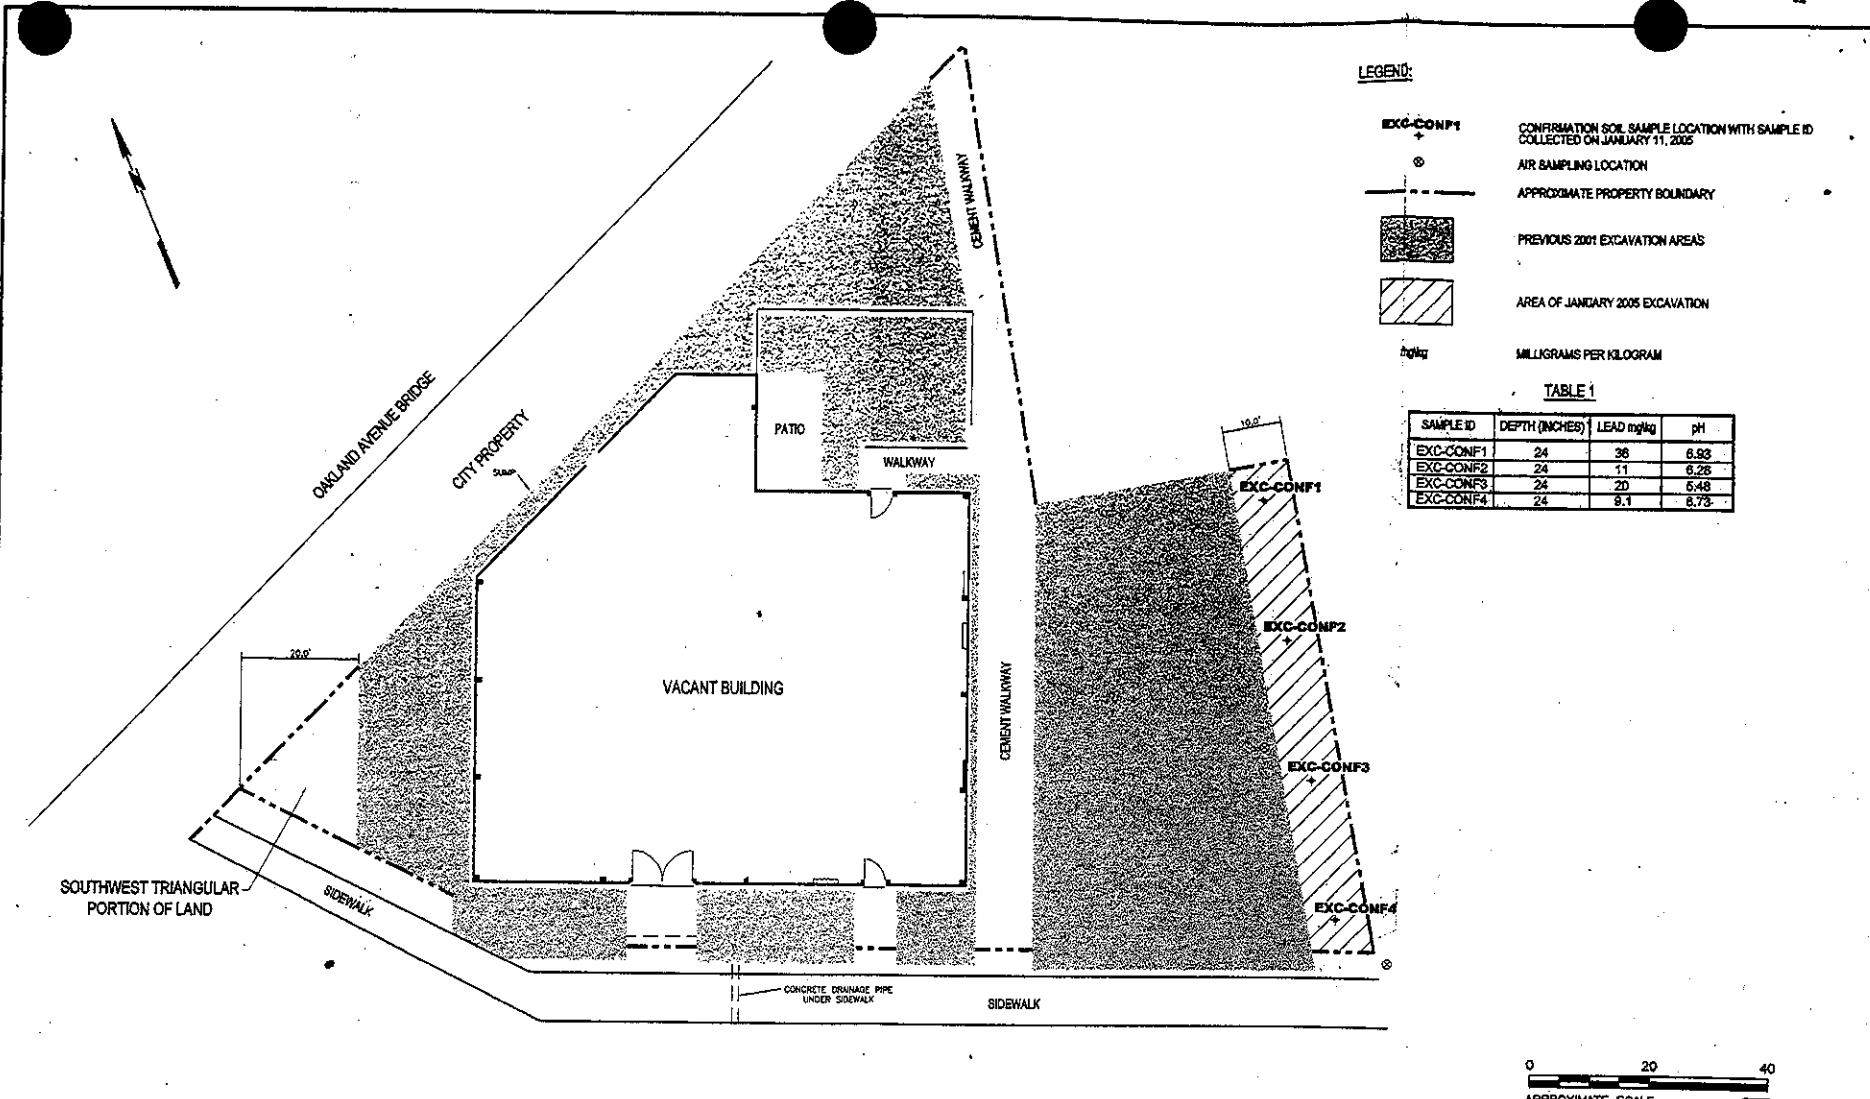 LEGEND:
EXC-CONF1
CONFIRMATION SOIL SAMPLE LOCATION WITH SAMPLE ID
COLLECTED ON JANUARY 11, 2005
AIR SAMPLING LOCATION
APPROXIMATE PROPERTY BOUNDARY
PREVIOUS 2001 EXCAVATION AREAS
AREA OF JANUARY 2005 EXCAVATION
mg/kg
MILLIGRAMS PER KILOGRAM
TABLE 1
SAMPLE ID DEPTH (INCHES) LEAD mg/kg pH
EXC-CONF1 24 36 6.93
EXC-CONF2 24 11 6.26
EXC-CONF3 24 20 5.48
EXC-CONF4 24 9.1 6.73
N
OAKLAND AVENUE BRIDGE
CITY PROPERTY
SUMP
CEMENT WALKWAY
PATIO
WALKWAY
10.0'
EXC-CONF1
EXC-CONF2
EXC-CONF3
EXC-CONF4
20.0'
VACANT BUILDING
CEMENT WALKWAY
SOUTHWEST TRIANGULAR
PORTION OF LAND
SIDEWALK
CONCRETE DRAINAGE PIPE
UNDER SIDEWALK
SIDEWALK
0 20 40
APPROXIMATE SCALE